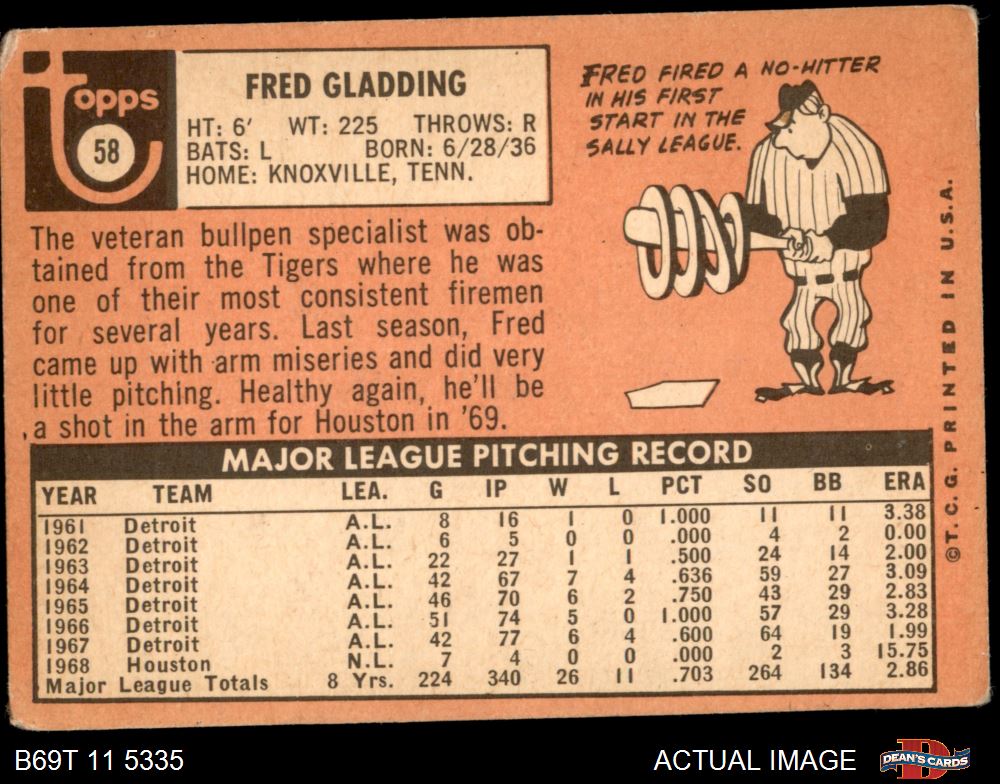 Topps
58
FRED GLADDING
HT: 6' WT: 225 THROWS: R
BATS: L BORN: 6/28/36
HOME: KNOXVILLE, TENN.
FRED FIRED A NO-HITTER
IN HIS FIRST
START IN THE
SALLY LEAGUE.
The veteran bullpen specialist was ob-
tained from the Tigers where he was
one of their most consistent firemen
for several years. Last season, Fred
came up with arm miseries and did very
little pitching. Healthy again, he'll be
a shot in the arm for Houston in '69.
MAJOR LEAGUE PITCHING RECORD
YEAR TEAM LEA. G IP W L PCT SO BB ERA
1961 Detroit A.L. 8 16 1 0 1.000 11 11 3.38
1962 Detroit A.L. 6 5 0 0 .000 4 2 0.00
1963 Detroit A.L. 22 27 1 1 .500 24 14 2.00
1964 Detroit A.L. 42 67 7 4 .636 59 27 3.09
1965 Detroit A.L. 46 70 6 2 .750 43 29 2.83
1966 Detroit A.L. 51 74 5 0 1.000 57 29 3.28
1967 Detroit A.L. 42 77 6 4 .600 64 19 1.99
1968 Houston N.L. 7 4 0 0 .000 2 3 15.75
Major League Totals 8 Yrs. 224 340 26 11 .703 264 134 2.86
©T.C.G. PRINTED IN U.S.A.
B69T 11 5335
ACTUAL IMAGE
DEAN'S CARDS